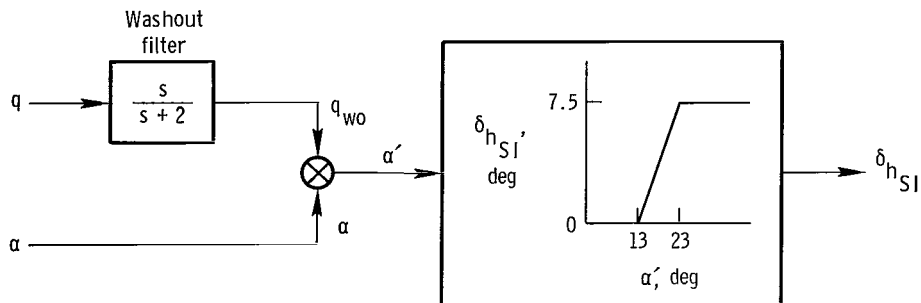 Washout
filter
q
s
s + 2
q_wo
α′
α
α
δ_hSI,
deg
7.5
0
13 23
α′, deg
δ_hSI